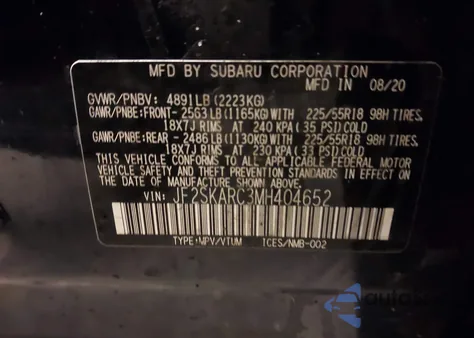 MFD BY SUBARU CORPORATION
IN 08/20
GVWR/PNBV: 4891LB(2223KG)
GAWR/PNBE:FRONT-2563LB(1165KG)WITH 225/55R18 98H TIRES,
18X7J RIMS AT 240 KPA(35 PSI)COLD
GAWR/PNBE:REAR-2486LB(1130KG)WITH 225/55R18 98H TIRES,
18X7J RIMS AT 230 KPA(33 PSI)COLD
THIS VEHICLE CONFORMS TO ALL APPLICABLE FEDERAL MOTOR
VEHICLE SAFETY AND THEFT PREVENTION STANDARDS IN EFFECT
ON THE DATE OF MANUFACTURE SHOWN ABOVE.
VIN: JF2SKARC3MH404652
TYPE:MPV/VTUM ICES/NMB-002